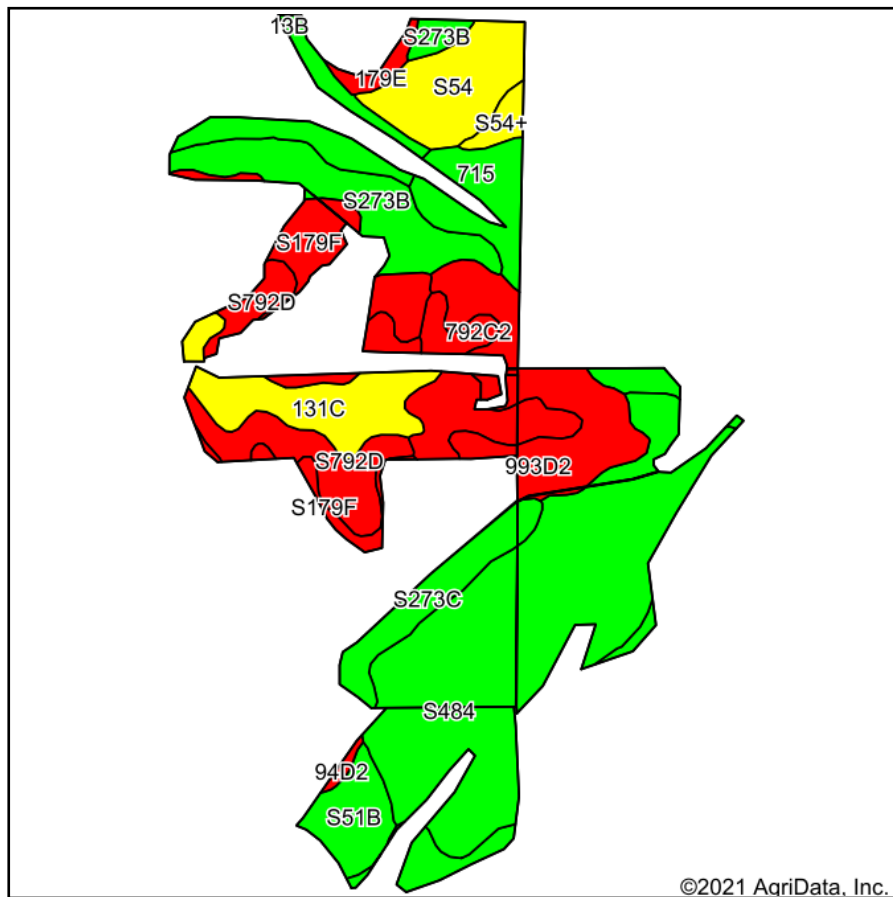 13B
S273B
179E
S54
S54+
715
S273B
S179F
S792D
792C2
131C
S792D
993D2
S179F
S273C
S484
94D2
S51B
©2021 AgriData, Inc.